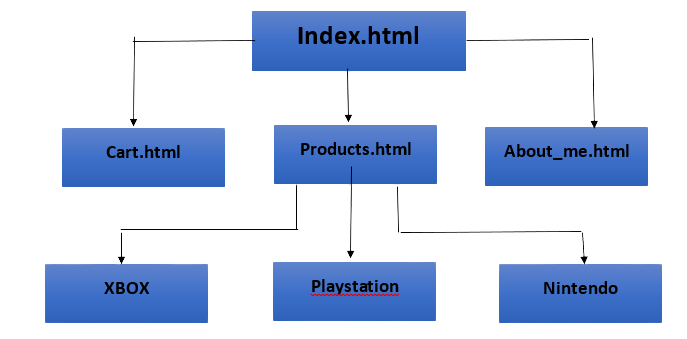 Index.html
Cart.html
Products.html
About_me.html
XBOX
Playstation
Nintendo